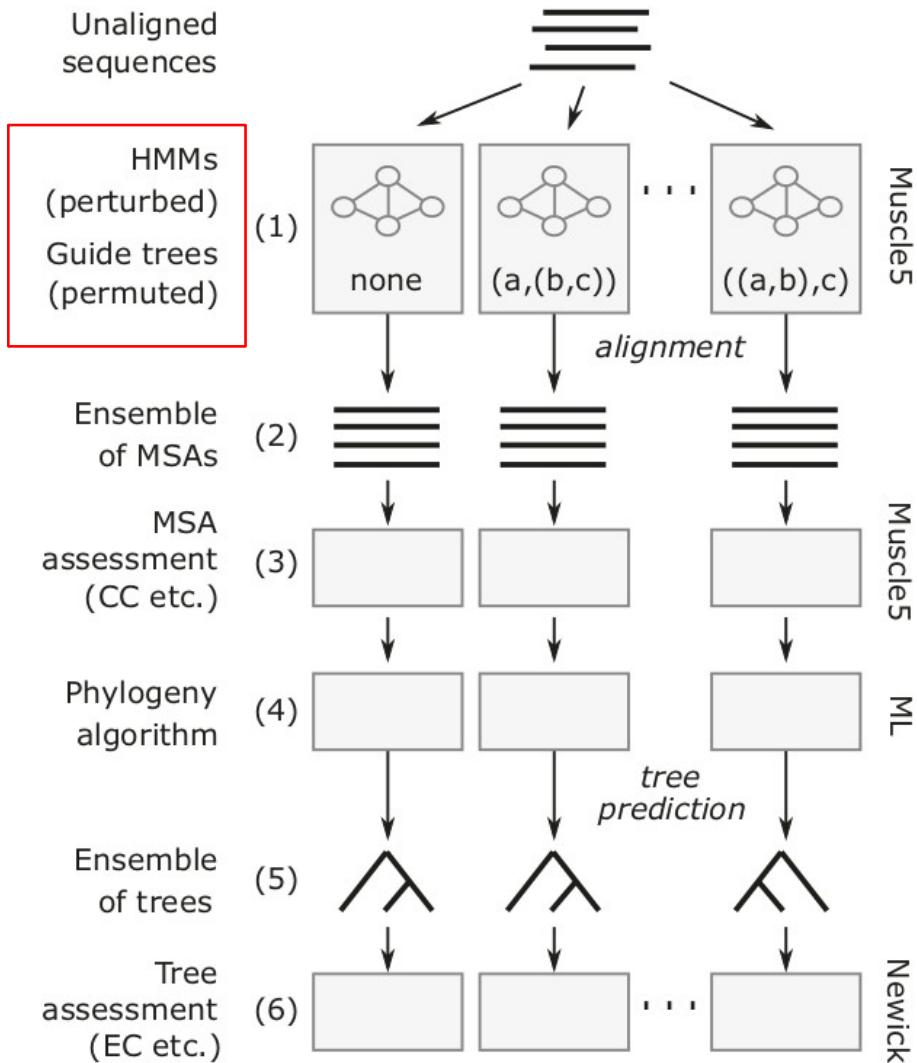 Unaligned
sequences
HMMs
(perturbed)
Guide trees
(permuted)
(1)
none
(a,(b,c))
. . .
((a,b),c)
Muscle5
alignment
Ensemble
of MSAs
(2)
MSA
assessment
(CC etc.)
(3)
Muscle5
Phylogeny
algorithm
(4)
ML
tree
prediction
Ensemble
of trees
(5)
Tree
assessment
(EC etc.)
(6)
. . .
Newick